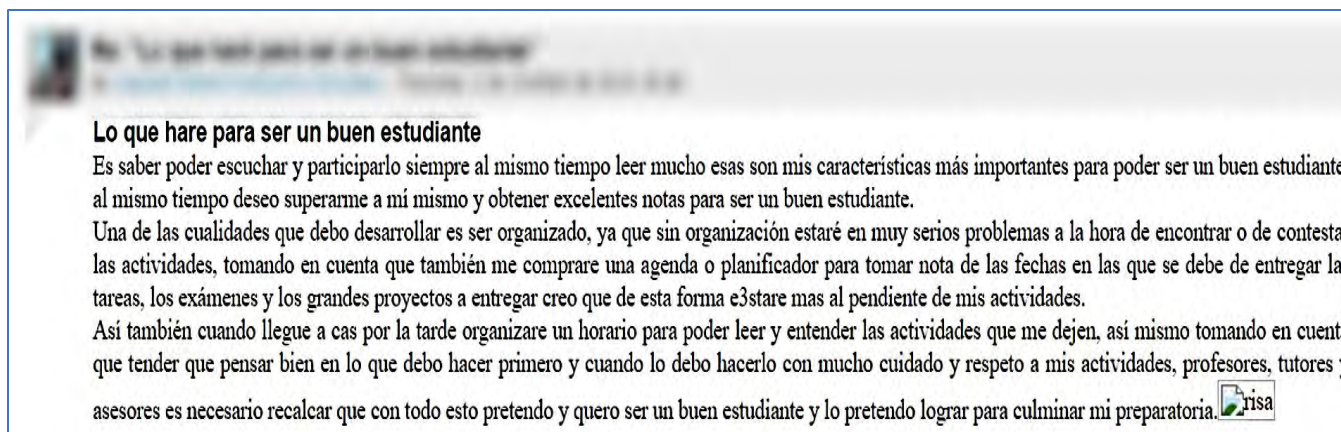 Lo que hare para ser un buen estudiante
Es saber poder escuchar y participarlo siempre al mismo tiempo leer mucho esas son mis características más importantes para poder ser un buen estudiante
al mismo tiempo deseo superarme a mí mismo y obtener excelentes notas para ser un buen estudiante.
Una de las cualidades que debo desarrollar es ser organizado, ya que sin organización estaré en muy serios problemas a la hora de encontrar o de contesta
las actividades, tomando en cuenta que también me comprare una agenda o planificador para tomar nota de las fechas en las que se debe de entregar la
tareas, los exámenes y los grandes proyectos a entregar creo que de esta forma e3stare mas al pendiente de mis actividades.
Así también cuando llegue a cas por la tarde organizare un horario para poder leer y entender las actividades que me dejen, así mismo tomando en cuent
que tender que pensar bien en lo que debo hacer primero y cuando lo debo hacerlo con mucho cuidado y respeto a mis actividades, profesores, tutores y
asesores es necesario recalcar que con todo esto pretendo y quero ser un buen estudiante y lo pretendo lograr para culminar mi preparatoria. risa